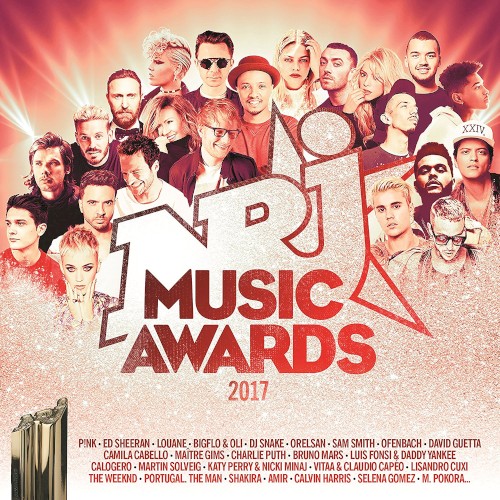 XXIV
NRJ
MUSIC
AWARDS
2017
P!NK • ED SHEERAN • LOUANE • BIGFLO & OLI • DJ SNAKE • ORELSAN • SAM SMITH • OFENBACH • DAVID GUETTA
CAMILA CABELLO • MAÎTRE GIMS • CHARLIE PUTH • BRUNO MARS • LUIS FONSI & DADDY YANKEE
CALOGERO • MARTIN SOLVEIG • KATY PERRY & NICKI MINAJ • VITAA & CLAUDIO CAPEO • LISANDRO CUXI
THE WEEKND • PORTUGAL. THE MAN • SHAKIRA • AMIR • CALVIN HARRIS • SELENA GOMEZ • M. POKORA...